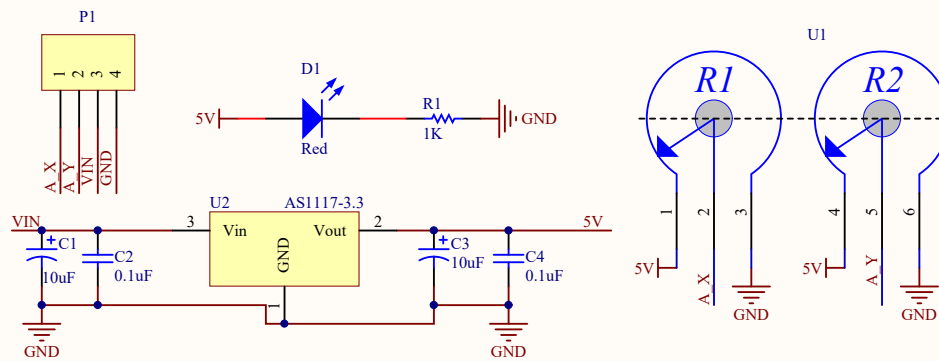 P1
1 2 3 4
A_X
A_Y
VIN
GND
D1
5V
Red
R1
1K
GND
U1
R1
R2
1 2 3 4 5 6
5V
A_X
GND
5V
A_Y
GND
VIN
C1
10uF
C2
0.1uF
U2
AS1117-3.3
3
Vin
Vout
GND
2
1
5V
C3
10uF
C4
0.1uF
GND
GND